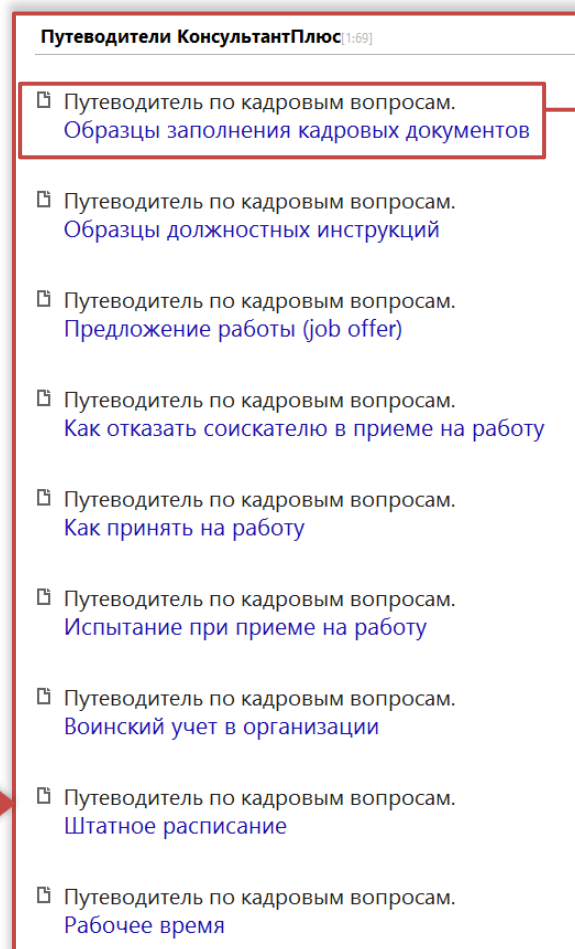 Путеводители КонсультантПлюс[1:69]
Путеводитель по кадровым вопросам.
Образцы заполнения кадровых документов
Путеводитель по кадровым вопросам.
Образцы должностных инструкций
Путеводитель по кадровым вопросам.
Предложение работы (job offer)
Путеводитель по кадровым вопросам.
Как отказать соискателю в приеме на работу
Путеводитель по кадровым вопросам.
Как принять на работу
Путеводитель по кадровым вопросам.
Испытание при приеме на работу
Путеводитель по кадровым вопросам.
Воинский учет в организации
Путеводитель по кадровым вопросам.
Штатное расписание
Путеводитель по кадровым вопросам.
Рабочее время